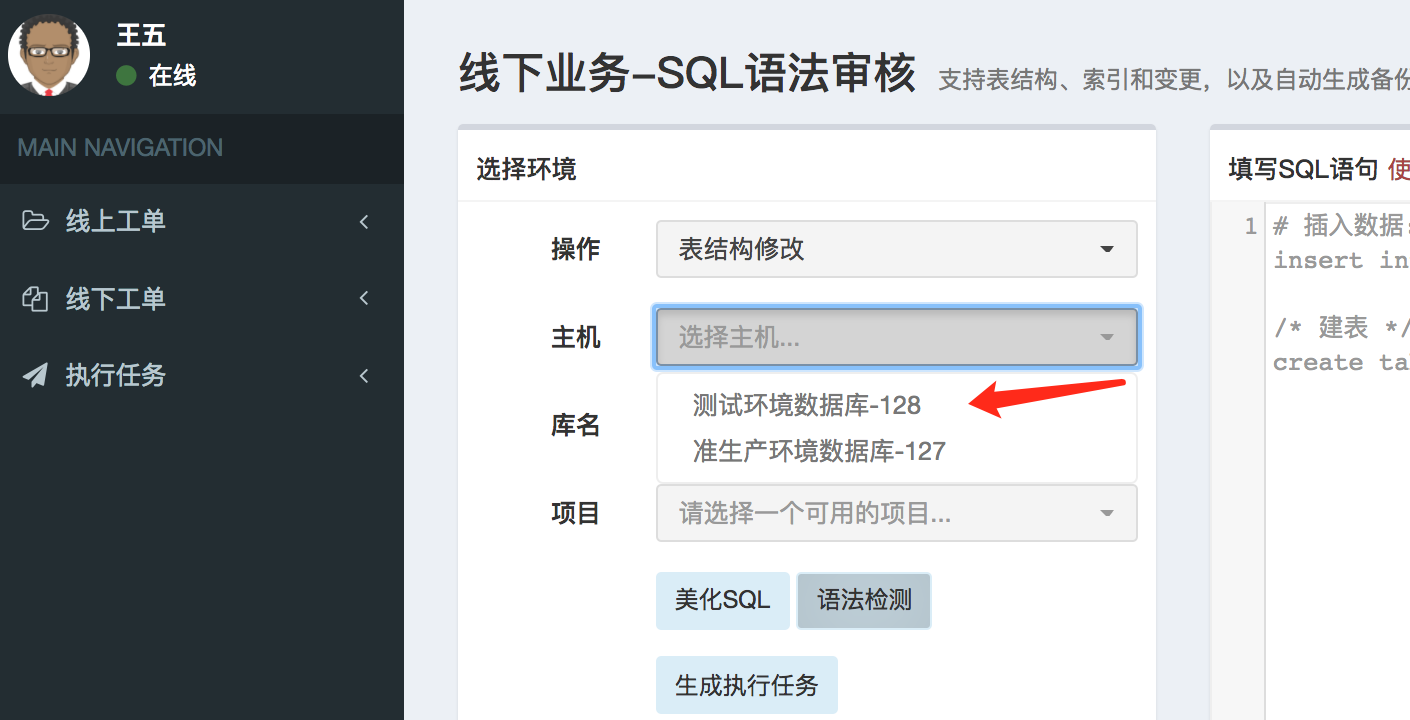 王五
在线
MAIN NAVIGATION
线上工单
线下工单
执行任务
线下业务–SQL语法审核 支持表结构、索引和变更，以及自动生成备份
选择环境
操作 表结构修改
主机 选择主机...
测试环境数据库-128
库名
准生产环境数据库-127
项目 请选择一个可用的项目...
美化SQL 语法检测
生成执行任务
填写SQL语句 使
1 # 插入数据
insert in
/* 建表 */
create ta